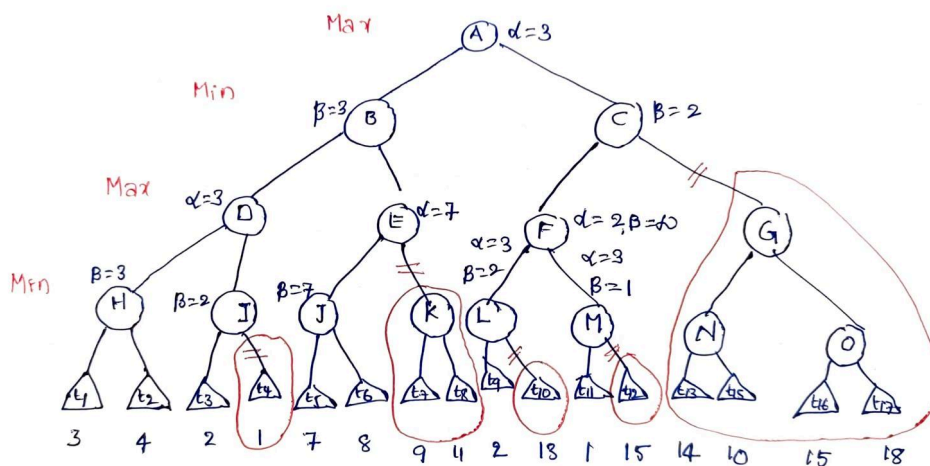 Max
A α=3
Min
β=3 B
C β=2
Max
α=3 D
E α=7
F α=2, β=∞
G
α=3
α=3
Min
β=3 H
β=2 I
β=7 J
K
β=2 L
β=1 M
N
O
t1 t2 t3 t4 t5 t6 t7 t8 t9 t10 t11 t12 t13 t15 t16 t17
3 4 2 1 7 8 9 4 2 13 1 15 14 10 15 18